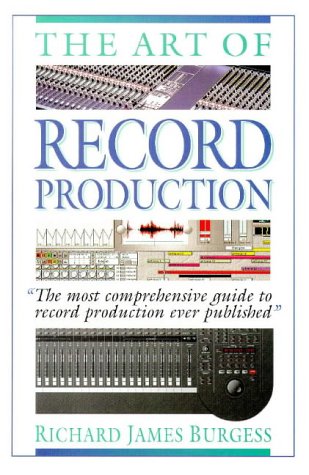 THE ART OF
RECORD
PRODUCTION
“The most comprehensive guide to
record production ever published”
RICHARD JAMES BURGESS